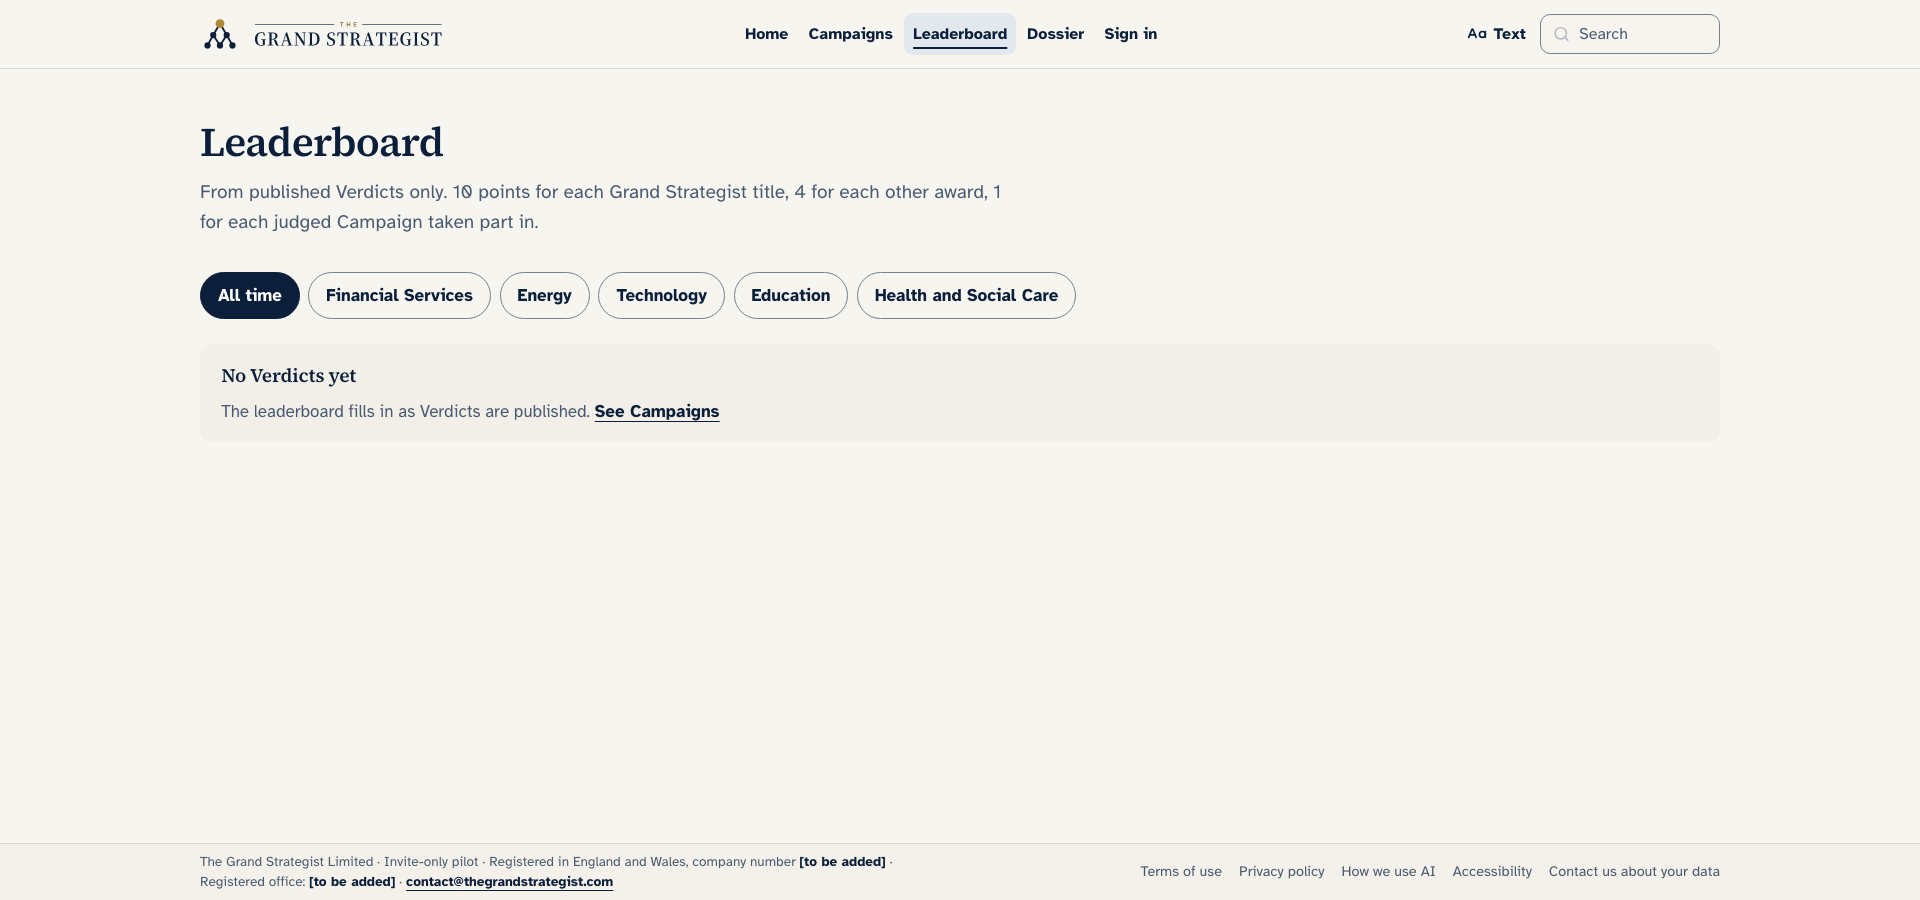 THE
GRAND STRATEGIST
Home Campaigns Leaderboard Dossier Sign in
Aa Text
Search
Leaderboard
From published Verdicts only. 10 points for each Grand Strategist title, 4 for each other award, 1
for each judged Campaign taken part in.
All time Financial Services Energy Technology Education Health and Social Care
No Verdicts yet
The leaderboard fills in as Verdicts are published. See Campaigns
The Grand Strategist Limited · Invite-only pilot · Registered in England and Wales, company number [to be added] ·
Registered office: [to be added] · contact@thegrandstrategist.com
Terms of use Privacy policy How we use AI Accessibility Contact us about your data